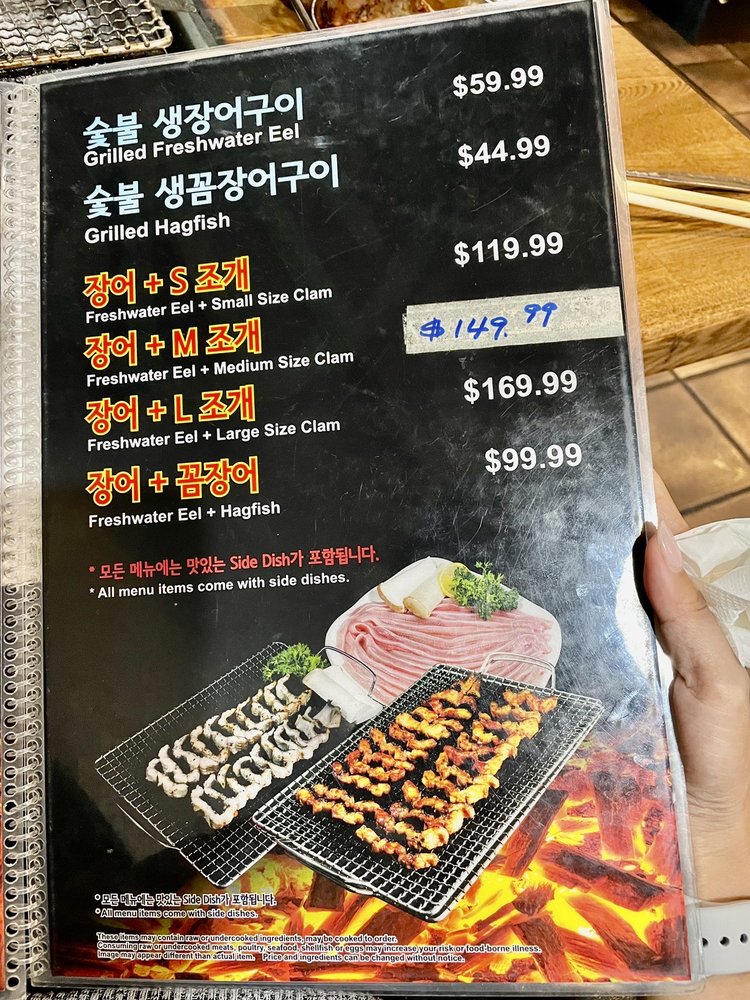 숯불 생장어구이 $59.99
Grilled Freshwater Eel
숯불 생꼼장어구이 $44.99
Grilled Hagfish
장어 + S 조개 $119.99
Freshwater Eel + Small Size Clam
장어 + M 조개 $149.99
Freshwater Eel + Medium Size Clam
장어 + L 조개 $169.99
Freshwater Eel + Large Size Clam
장어 + 꼼장어 $99.99
Freshwater Eel + Hagfish
* 모든 메뉴에는 맛있는 Side Dish가 포함됩니다.
* All menu items come with side dishes.
* 모든 메뉴에는 맛있는 Side Dish가 포함됩니다.
* All menu items come with side dishes.
These items may contain raw or undercooked ingredients, may be cooked to order.
Consuming raw or undercooked meats, poultry, seafood, shellfish or eggs may increase your risk or food-borne illness.
Image may appear different than actual item. Price and ingredients can be changed without notice.